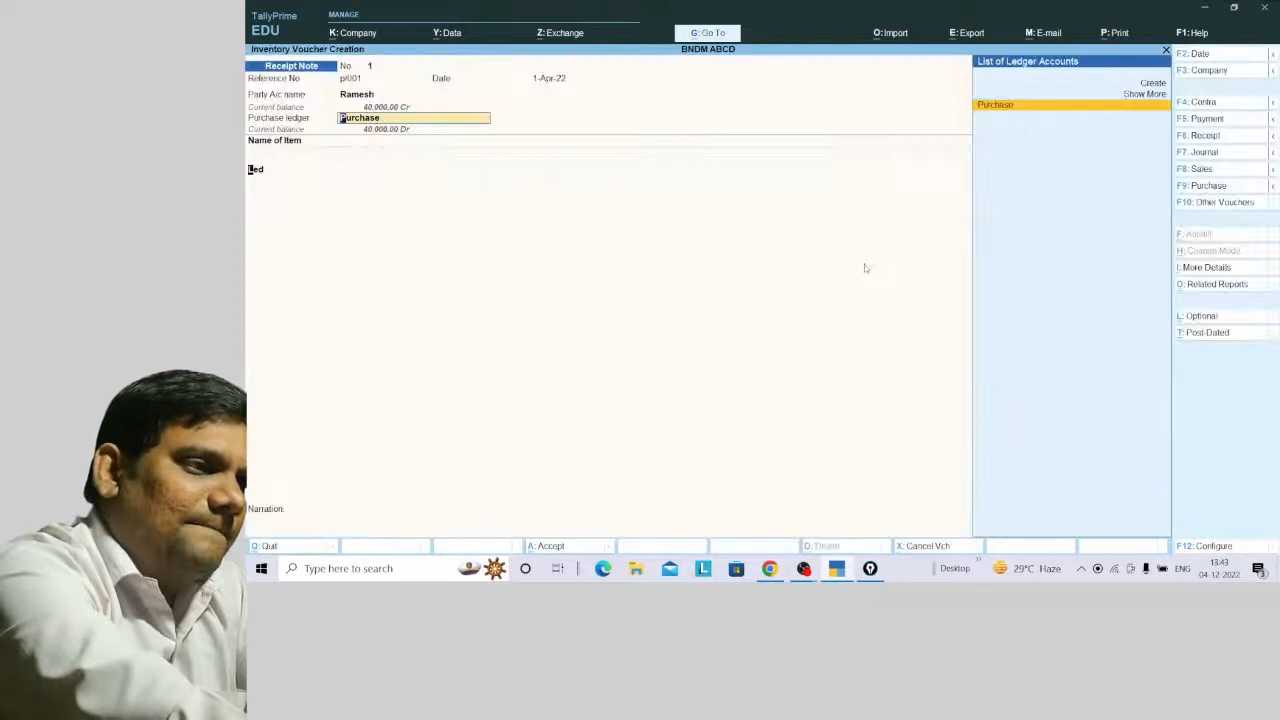 TallyPrime
EDU
MANAGE
K: Company
Y: Data
Z: Exchange
G: Go To
O: Import
E: Export
M: E-mail
P: Print
F1: Help
Inventory Voucher Creation
BNDM ABCD
Receipt Note No 1
Reference No p/001 Date 1-Apr-22
Party A/c name Ramesh
Current balance 40,000.00 Cr
Purchase ledger Purchase
Current balance 40,000.00 Dr
Name of Item
Led
Narration:
List of Ledger Accounts
Create
Show More
Purchase
F2: Date
F3: Company
F4: Contra
F5: Payment
F6: Receipt
F7: Journal
F8: Sales
F9: Purchase
F10: Other Vouchers
H: Change Mode
I: More Details
O: Related Reports
L: Optional
T: Post-Dated
Q: Quit
A: Accept
D: Delete
X: Cancel Vch
F12: Configure
Type here to search
Desktop
29°C Haze
ENG
13:43
04-12-2022
3